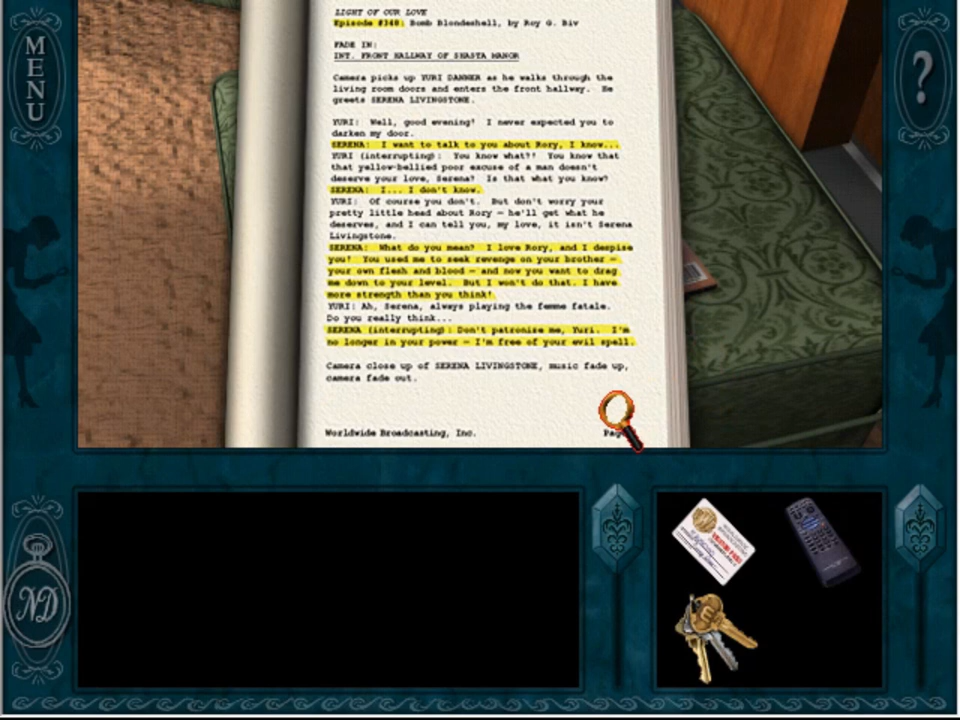 LIGHT OF OUR LOVE
Episode #348: Bomb Blondeshell, by Roy G. Biv
FADE IN:
INT. FRONT HALLWAY OF SHASTA MANOR
Camera picks up YURI DANNER as he walks through the
living room doors and enters the front hallway. He
greets SERENA LIVINGSTONE.
YURI: Well, good evening! I never expected you to
darken my door.
SERENA: I want to talk to you about Rory, I know...
YURI (interrupting): You know what?! You know that
that yellow-bellied poor excuse of a man doesn't
deserve your love, Serena? Is that what you know?
SERENA: I... I don't know.
YURI: Of course you don't. But don't worry your
pretty little head about Rory — he'll get what he
deserves, and I can tell you, my love, it isn't Serena
Livingstone.
SERENA: What do you mean? I love Rory, and I despise
you! You used me to seek revenge on your brother —
your own flesh and blood — and now you want to drag
me down to your level. But I won't do that. I have
more strength than you think!
YURI: Ah, Serena, always playing the femme fatale.
Do you really think...
SERENA (interrupting): Don't patronize me, Yuri. I'm
no longer in your power — I'm free of your evil spell.
Camera close up of SERENA LIVINGSTONE, music fade up,
camera fade out.
Worldwide Broadcasting, Inc.
MENU
?
ND